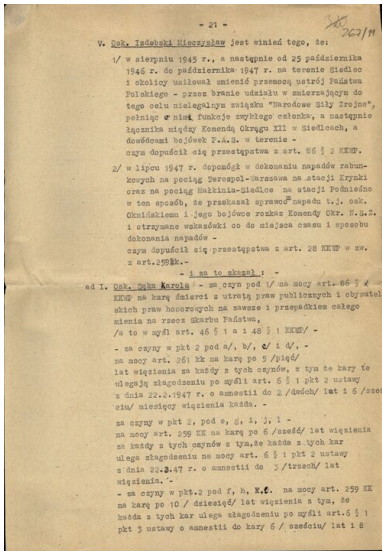 - 21 -
267/11
V. Osk. Izdebski Mieczysław jest winien tego, że:
1/ w sierpniu 1945 r., a następnie od 25 października
1946 r. do października 1947 r. na terenie Siedlec
i okolicy usiłował zmienić przemocą ustrój Państwa
Polskiego - przez branie udziału w zmierzającym do
tego celu nielegalnym związku "Narodowe Siły Zrojne",
pełniąc w nim funkcje zwykłego członka, a następnie
łącznika między Komendą Okręgu XII w Siedlcach, a
dowódcami bojówek P.A.S. w terenie -
czym dopuścił się przestępstwa z art. 86 § 2 KKWP.
2/ w lipcu 1947 r. dopomógł w dokonaniu napadów rabun-
kowych na pociąg Terespol-Warszawa na stacji Krynki
oraz na pociąg Małkinia-Siedlce na stacji Podnieśno
w ten sposób, że przekazał sprawcom napadu t.j. osk.
Oknińskiemu i jego bojówce rozkaz Komendy Okr. N.S.Z.
i otrzymane wskazówki co do miejsca czasu i sposobu
dokonania napadów -
czym dopuścił się przestępstwa z art. 28 KKWP w zw.
z art.259kk.-
- i za to skazał : -
ad I. Osk. Sęka Karola - za czyn pod 1/ na mocy art. 86 § 2
KKWP na karę śmierci z utratą praw publicznych i obywatel-
skich praw honorowych na zawsze i przepadkiem całego
mienia na rzecz Skarbu Państwa,
/a to w myśl art. 46 § 1 a i 48 § 1 KKWP/ -
- za czyny w pkt 2 pod a/, b/, c/ i d/, -
na mocy art. 261 kk na karę po 5 /pięć/
lat więzienia za każdy z tych czynów, z tym że kary te
ulegają złagodzeniu po myśli art. 6 § 1 pkt 2 ustawy
z dnia 22.2.1947 r. o amnestii do 2 /dwóch/ lat i 6 /sześ-
ciu/ miesięcy więzienia każda. -
za czyny w pkt 2, pod e, g, i, j, l -
na mocy art. 259 KK na karę po 6 /sześć/ lat więzienia
za każdy z tych czynów z tym,że każda z tych kar
ulega złagodzeniu na mocy art. 6 § 1 pkt 2 ustawy
z dnia 22.2.47 r. o amnestii do 3 /trzech/ lat
więzienia. -
- za czyny w pkt.2 pod f, h, na mocy art. 259 KK
na karę po 10 / dziesięć/ lat więzienia z tym, że
każda z tych kar ulega złagodzeniu po myśli art.6 § 1
pkt 3 ustawy o amnestii do kary 6 / sześciu/ lat i 8